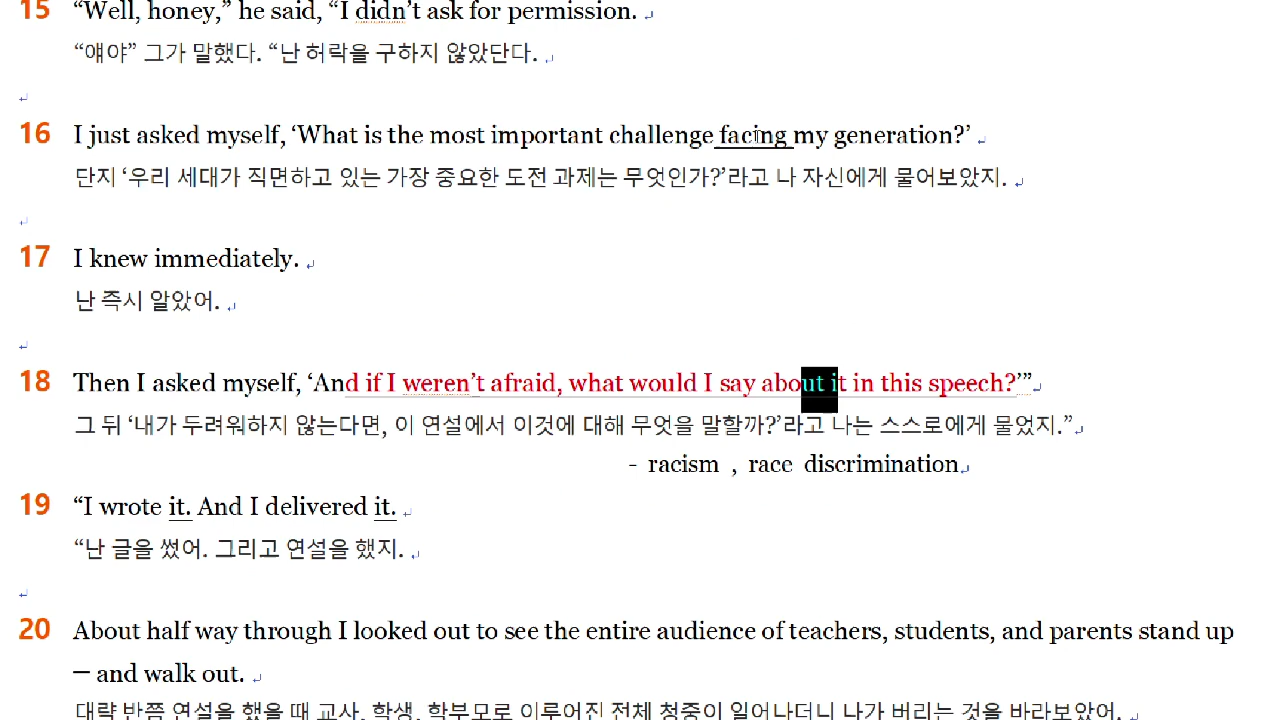 15 “Well, honey,” he said, “I didn’t ask for permission.
“얘야” 그가 말했다. “난 허락을 구하지 않았단다.
16 I just asked myself, ‘What is the most important challenge facing my generation?’
단지 ‘우리 세대가 직면하고 있는 가장 중요한 도전 과제는 무엇인가?’라고 나 자신에게 물어보았지.
17 I knew immediately.
난 즉시 알았어.
18 Then I asked myself, ‘And if I weren’t afraid, what would I say about it in this speech?’”
그 뒤 ‘내가 두려워하지 않는다면, 이 연설에서 이것에 대해 무엇을 말할까?’라고 나는 스스로에게 물었지.”
- racism , race discrimination
19 “I wrote it. And I delivered it.
“난 글을 썼어. 그리고 연설을 했지.
20 About half way through I looked out to see the entire audience of teachers, students, and parents stand up
— and walk out.
대략 반쯤 연설을 했을 때 교사, 학생, 학부모로 이루어진 전체 청중이 일어나더니 나가 버리는 것을 바라보았어.